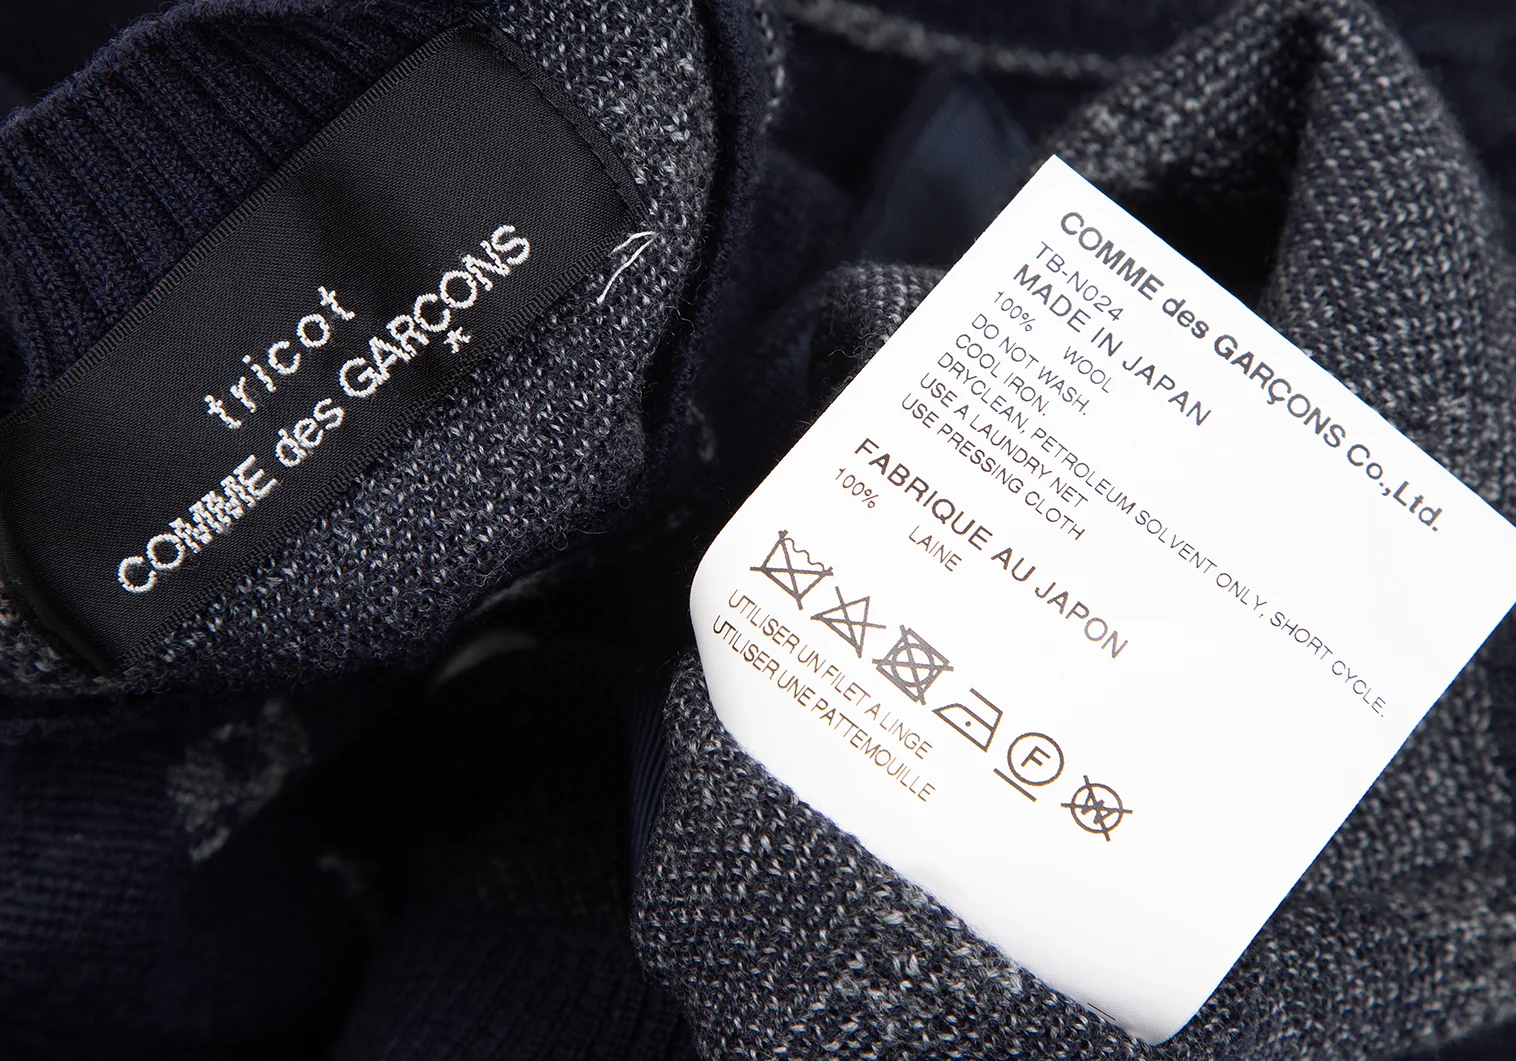 tricot
COMME des GARÇONS
*
COMME des GARÇONS Co.,Ltd.
TB-N024
MADE IN JAPAN
100% WOOL
DO NOT WASH.
COOL IRON.
DRYCLEAN, PETROLEUM SOLVENT ONLY, SHORT CYCLE.
USE A LAUNDRY NET
USE PRESSING CLOTH
FABRIQUE AU JAPON
100% LAINE
F W
UTILISER UN FILET A LINGE
UTILISER UNE PATTEMOUILLE